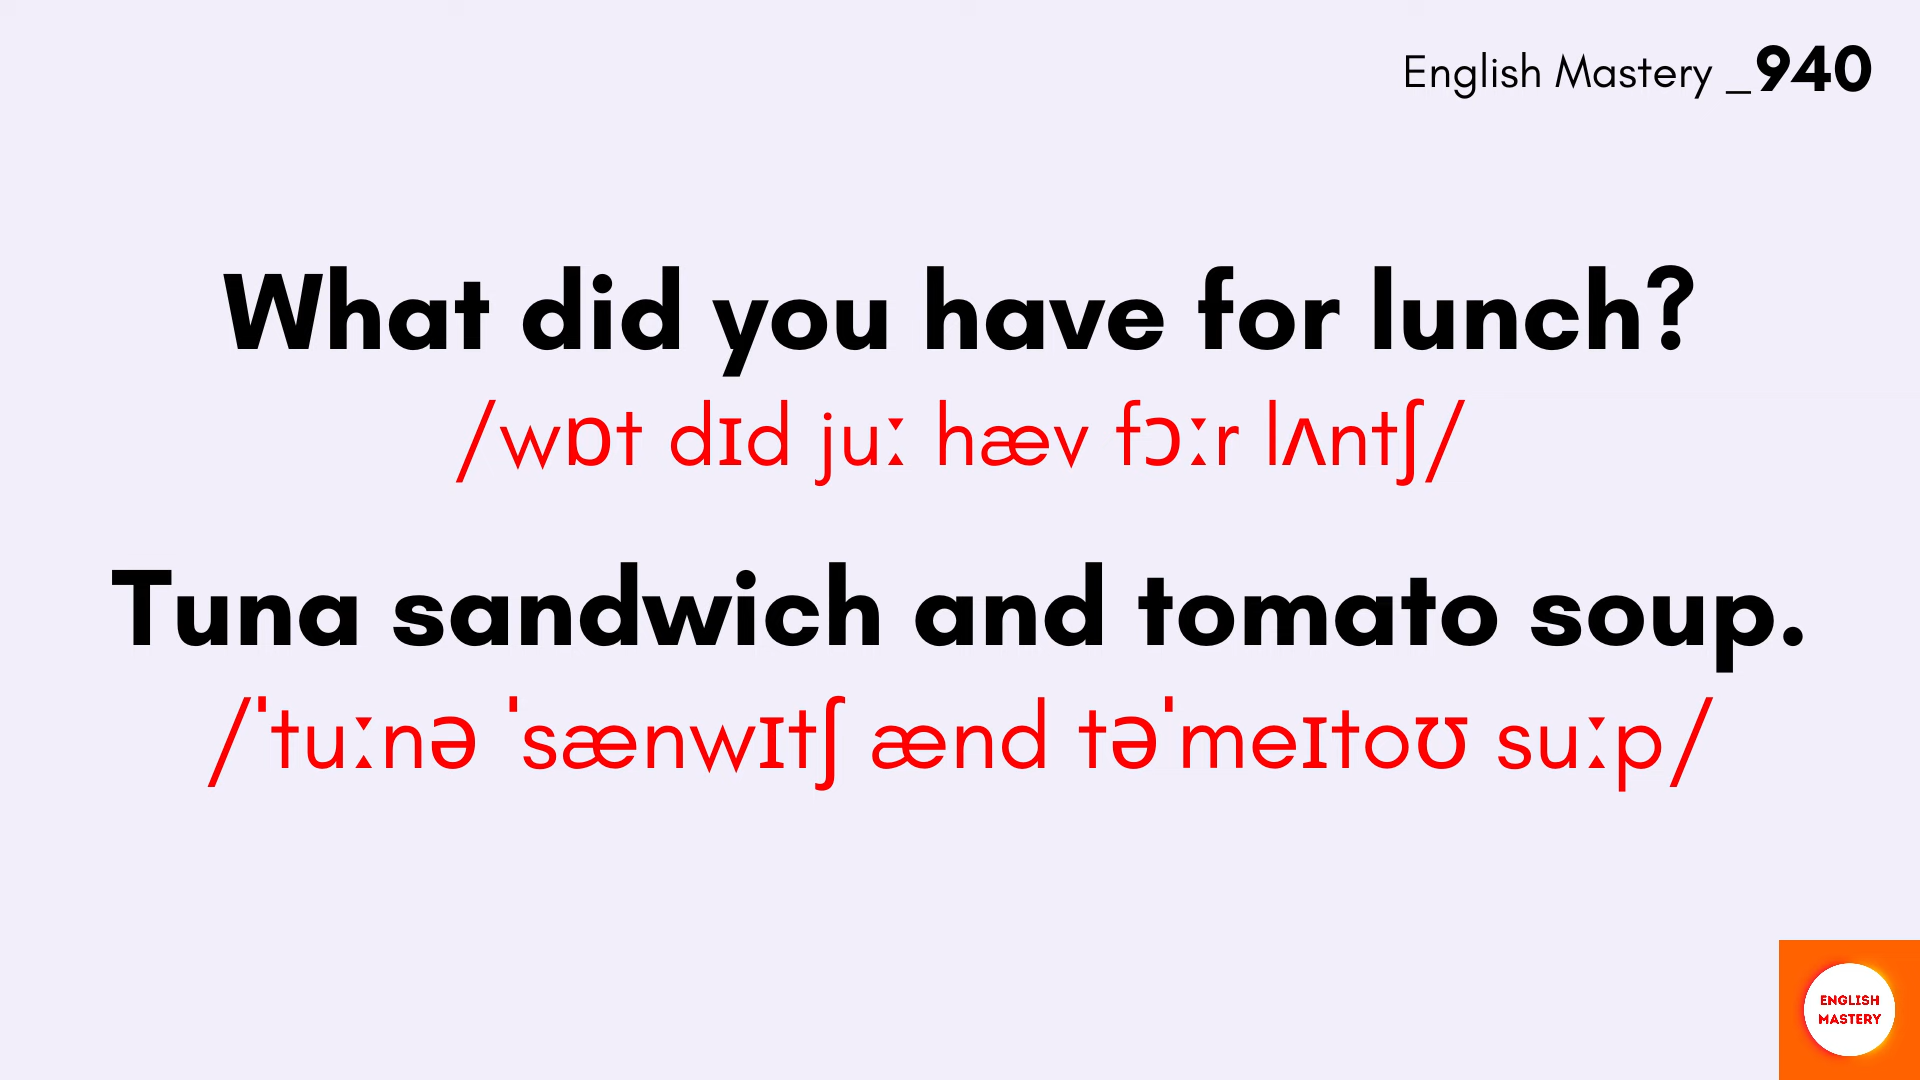 English Mastery _940
What did you have for lunch?
/wɒt dɪd juː hæv fɔːr lʌntʃ/
Tuna sandwich and tomato soup.
/ˈtuːnə ˈsænwɪtʃ ænd təˈmeɪtoʊ suːp/
ENGLISH
MASTERY